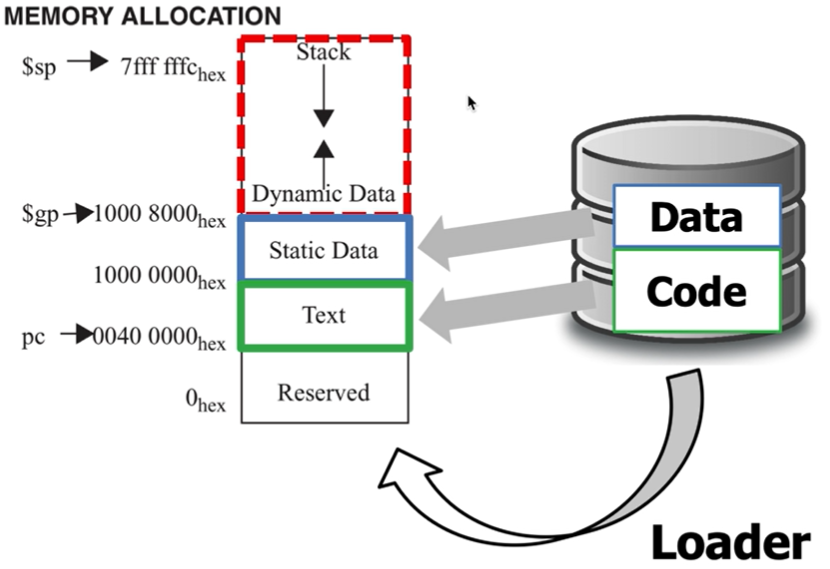 MEMORY ALLOCATION
$sp 7fff fffc hex
Stack
Dynamic Data
$gp 1000 8000 hex
Static Data
1000 0000 hex
Text
pc 0040 0000 hex
Reserved
0 hex
Data
Code
Loader